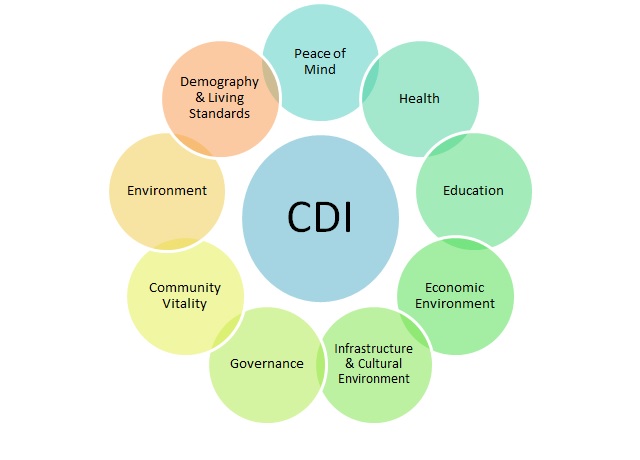 Peace of
Mind
Health
Education
Economic
Environment
Infrastructure
& Cultural
Environment
Governance
Community
Vitality
Environment
Demography
& Living
Standards
CDI